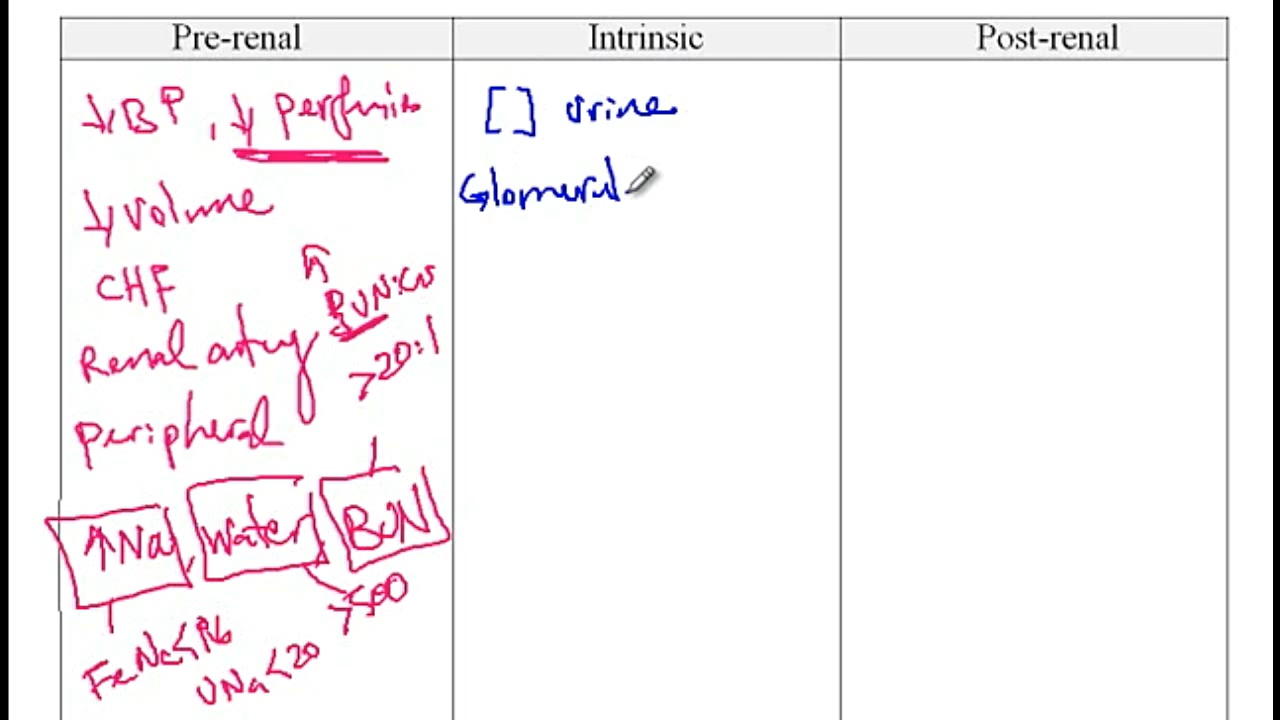 Pre-renal Intrinsic Post-renal
↓BP, ↓ perfusion
↓volume
CHF
↑
BUN:Cr
>20:1
Renal artery
peripheral
↑Na, water, BUN
>500
FeNa<1%
UNa<20
[ ] urine
Glomerul